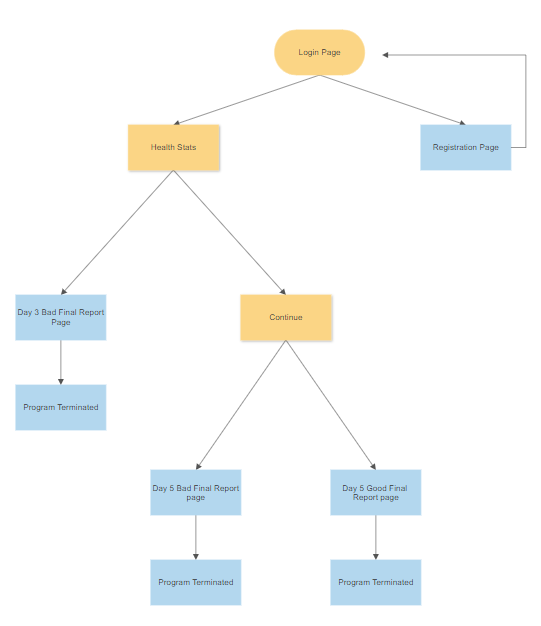 Login Page
Health Stats
Registration Page
Day 3 Bad Final Report
Page
Continue
Program Terminated
Day 5 Bad Final Report
page
Day 5 Good Final
Report page
Program Terminated
Program Terminated